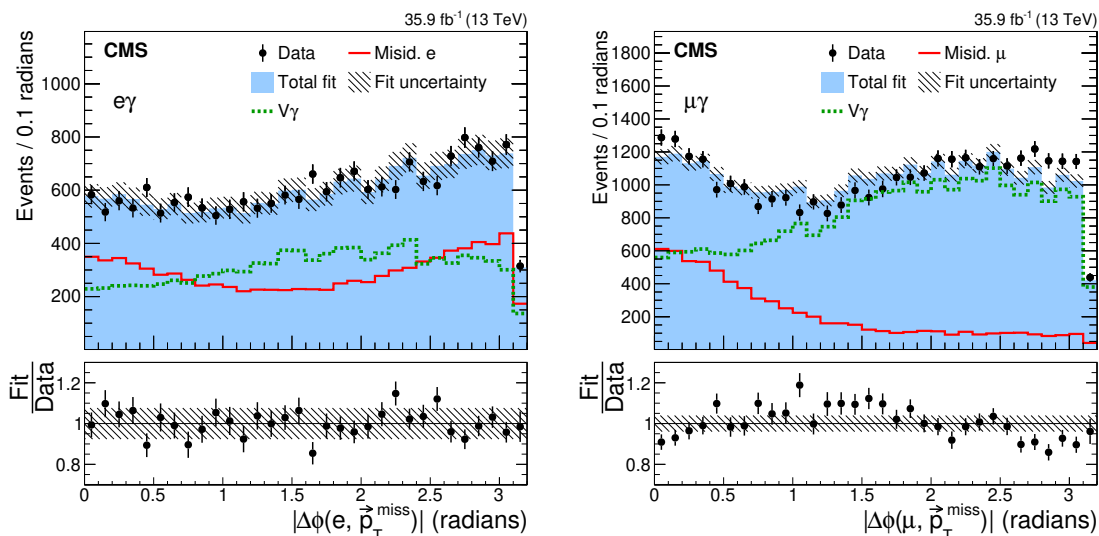 35.9 fb⁻¹ (13 TeV)
CMS
Data
Misid. e
Total fit
Fit uncertainty
Vγ
eγ
Events / 0.1 radians
1000
800
600
400
200
Fit
Data
1.2
1
0.8
0
0.5
1
1.5
2
2.5
3
|Δϕ(e, p⃗_T^miss)| (radians)
35.9 fb⁻¹ (13 TeV)
CMS
Data
Misid. μ
Total fit
Fit uncertainty
Vγ
μγ
Events / 0.1 radians
1800
1600
1400
1200
1000
800
600
400
200
0
Fit
Data
1.2
1
0.8
0
0.5
1
1.5
2
2.5
3
|Δϕ(μ, p⃗_T^miss)| (radians)